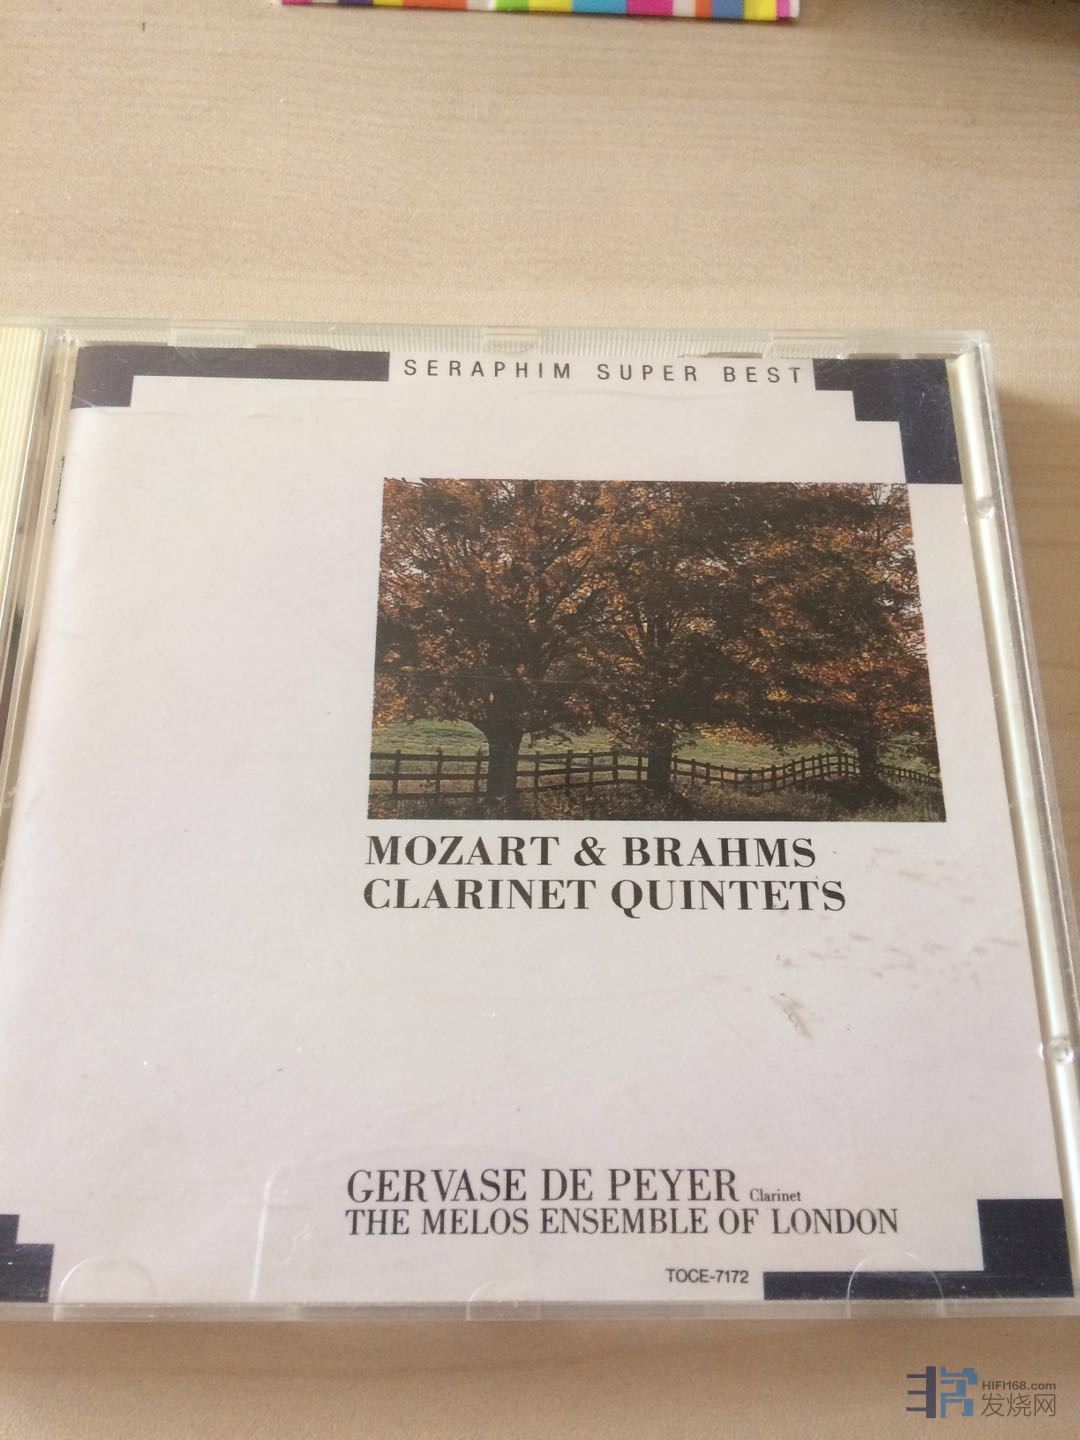 SERAPHIM SUPER BEST
MOZART & BRAHMS
CLARINET QUINTETS
GERVASE DE PEYER Clarinet
THE MELOS ENSEMBLE OF LONDON
TOCE-7172
HIFI168.com
发烧网